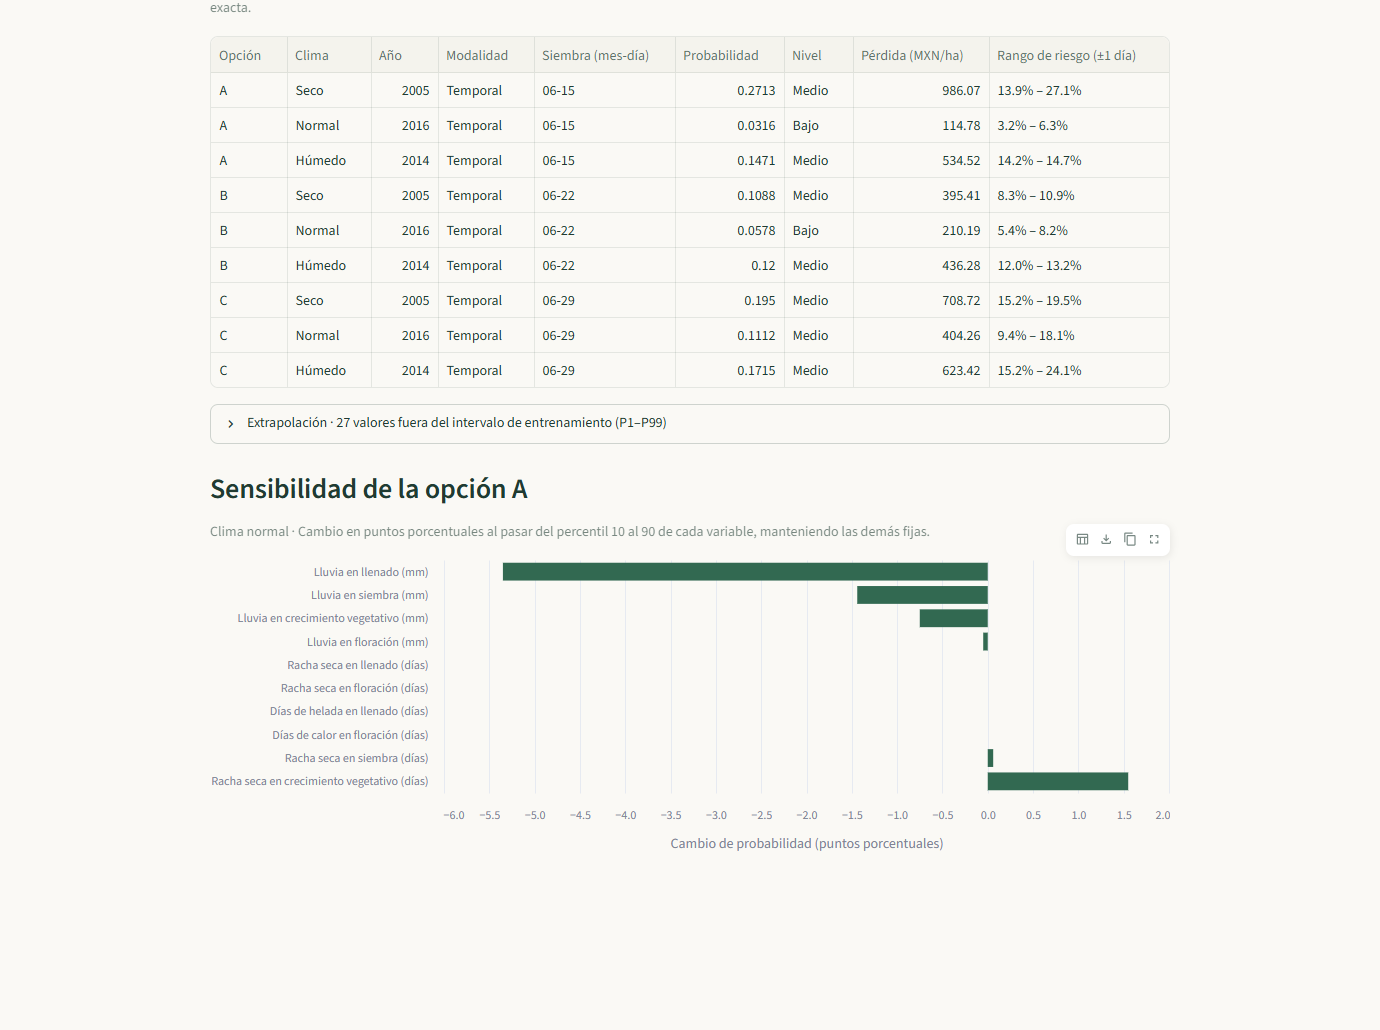 exacta.
Opción Clima Año Modalidad Siembra (mes-día) Probabilidad Nivel Pérdida (MXN/ha) Rango de riesgo (±1 día)
A Seco 2005 Temporal 06-15 0.2713 Medio 986.07 13.9% – 27.1%
A Normal 2016 Temporal 06-15 0.0316 Bajo 114.78 3.2% – 6.3%
A Húmedo 2014 Temporal 06-15 0.1471 Medio 534.52 14.2% – 14.7%
B Seco 2005 Temporal 06-22 0.1088 Medio 395.41 8.3% – 10.9%
B Normal 2016 Temporal 06-22 0.0578 Bajo 210.19 5.4% – 8.2%
B Húmedo 2014 Temporal 06-22 0.12 Medio 436.28 12.0% – 13.2%
C Seco 2005 Temporal 06-29 0.195 Medio 708.72 15.2% – 19.5%
C Normal 2016 Temporal 06-29 0.1112 Medio 404.26 9.4% – 18.1%
C Húmedo 2014 Temporal 06-29 0.1715 Medio 623.42 15.2% – 24.1%
Extrapolación · 27 valores fuera del intervalo de entrenamiento (P1–P99)
Sensibilidad de la opción A
Clima normal · Cambio en puntos porcentuales al pasar del percentil 10 al 90 de cada variable, manteniendo las demás fijas.
Lluvia en llenado (mm)
Lluvia en siembra (mm)
Lluvia en crecimiento vegetativo (mm)
Lluvia en floración (mm)
Racha seca en llenado (días)
Racha seca en floración (días)
Días de helada en llenado (días)
Días de calor en floración (días)
Racha seca en siembra (días)
Racha seca en crecimiento vegetativo (días)
−6.0 −5.5 −5.0 −4.5 −4.0 −3.5 −3.0 −2.5 −2.0 −1.5 −1.0 −0.5 0.0 0.5 1.0 1.5 2.0
Cambio de probabilidad (puntos porcentuales)